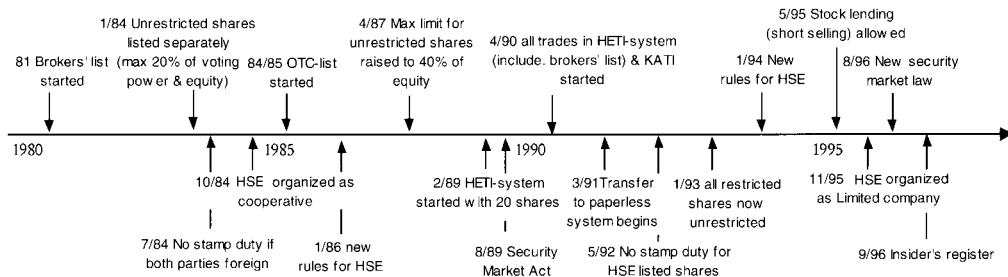 81 Brokers' list
started
1/84 Unrestricted shares
listed separately
(max 20% of voting
power & equity)
84/85 OTC-list
started
4/87 Max limit for
unrestricted shares
raised to 40% of
equity
4/90 all trades in HETI-system
(include. brokers' list) & KATI
started
1/94 New
rules for HSE
5/95 Stock lending
(short selling) allowed
8/96 New security
market law
1980
1985
1990
1995
10/84 HSE organized as
cooperative
7/84 No stamp duty if
both parties foreign
1/86 new
rules for HSE
2/89 HETI-system
started with 20 shares
8/89 Security
Market Act
3/91Transfer
to paperless
system begins
5/92 No stamp duty for
HSE listed shares
1/93 all restricted
shares now
unrestricted
11/95 HSE organized
as Limited company
9/96 Insider's register